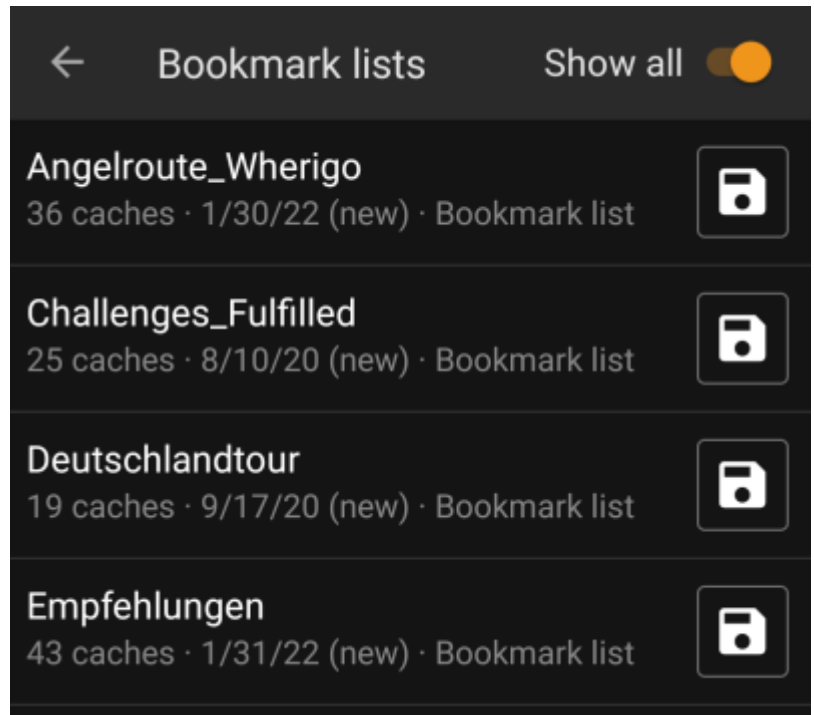 Bookmark lists Show all
Angelroute_Wherigo
36 caches · 1/30/22 (new) · Bookmark list
Challenges_Fulfilled
25 caches · 8/10/20 (new) · Bookmark list
Deutschlandtour
19 caches · 9/17/20 (new) · Bookmark list
Empfehlungen
43 caches · 1/31/22 (new) · Bookmark list